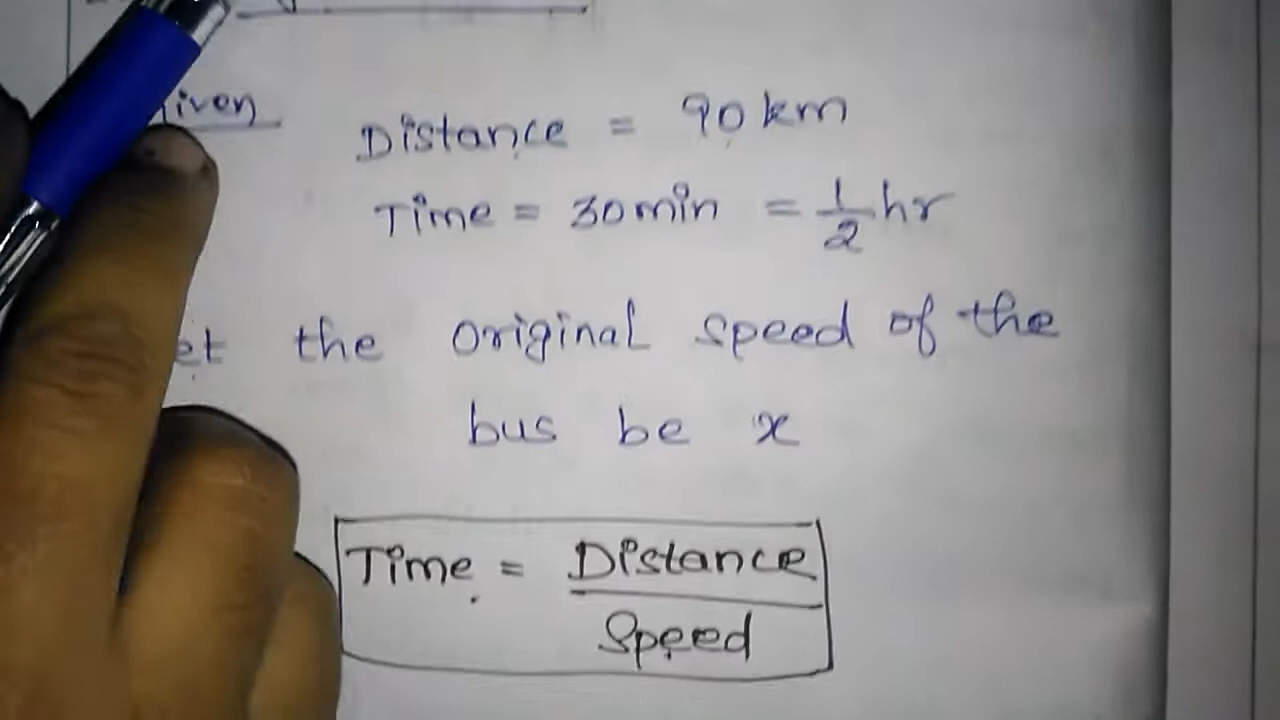 Distance = 90 km
Time = 30 min = 1/2 hr
the original speed of the
bus be x
Time = Distance / Speed